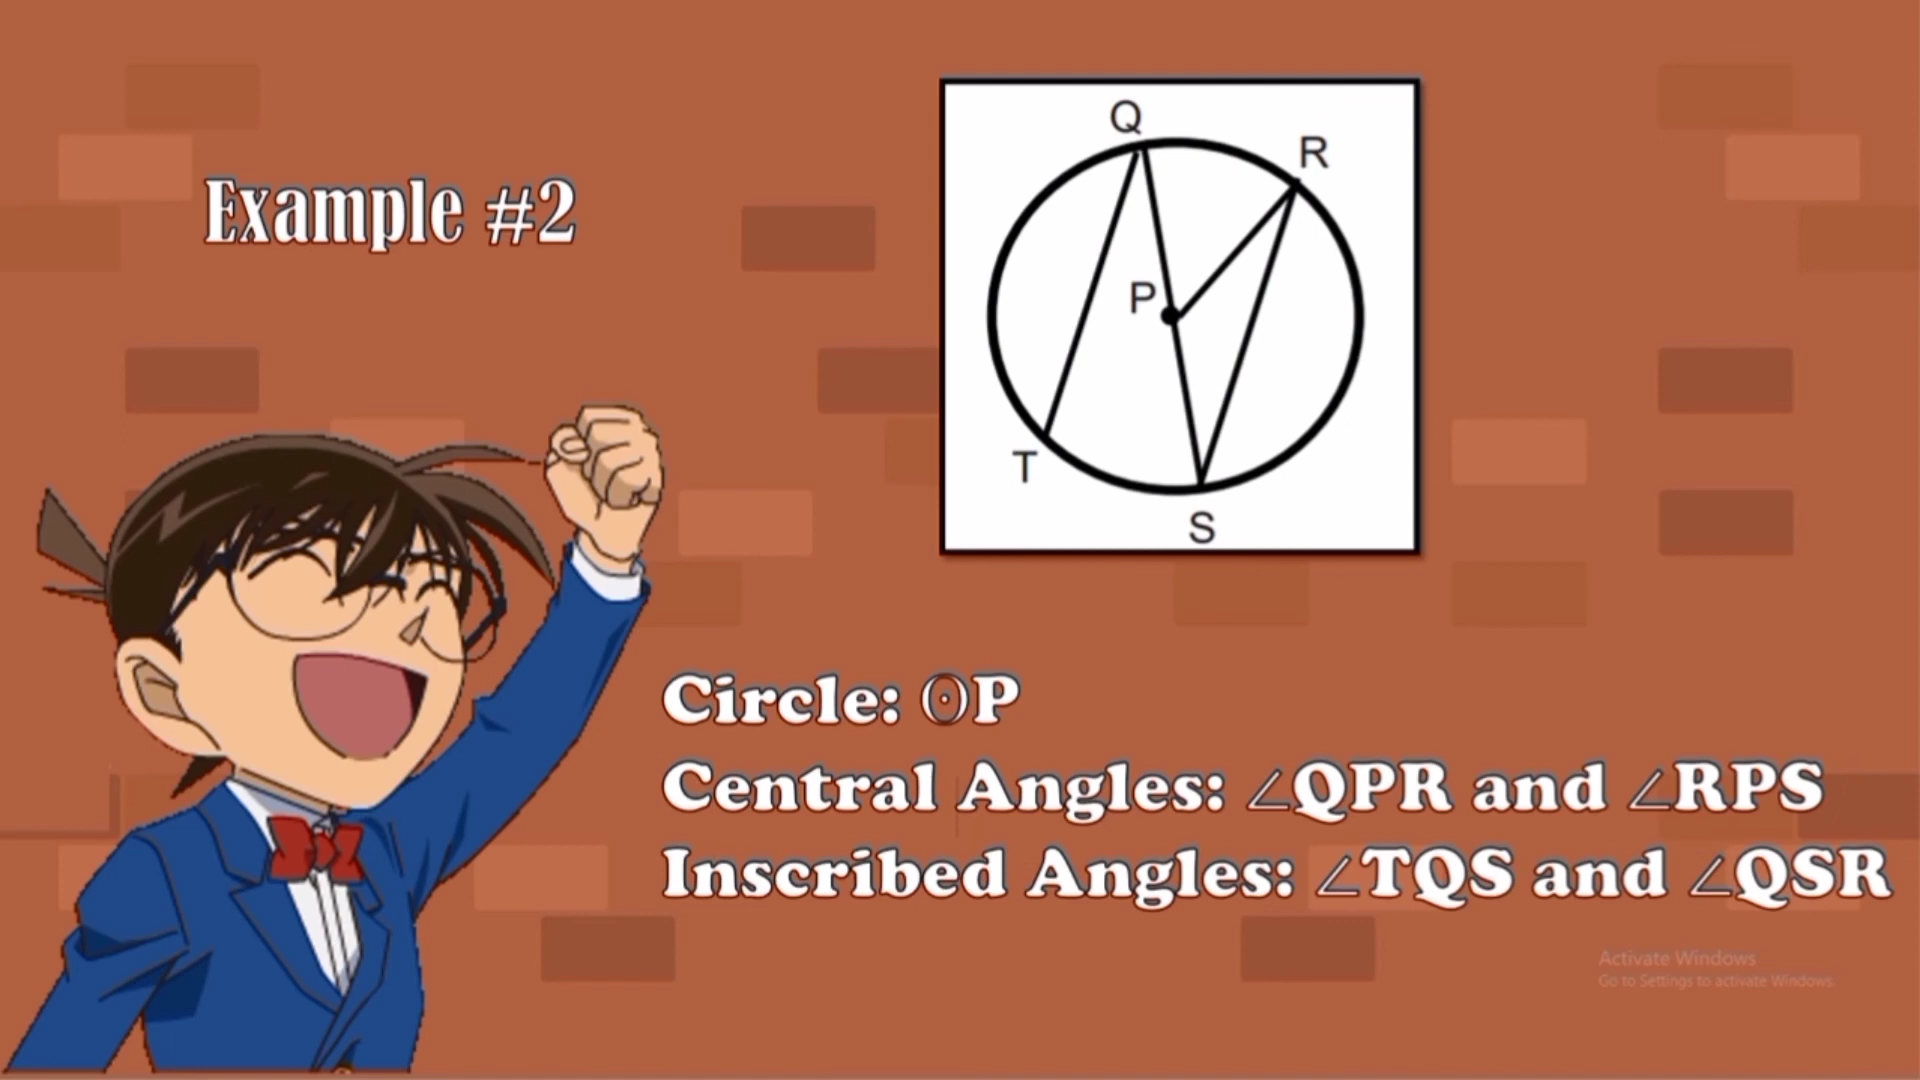 Example #2
Q
R
P
T
S
Circle: ⊙P
Central Angles: ∠QPR and ∠RPS
Inscribed Angles: ∠TQS and ∠QSR
Activate Windows
Go to Settings to activate Windows.